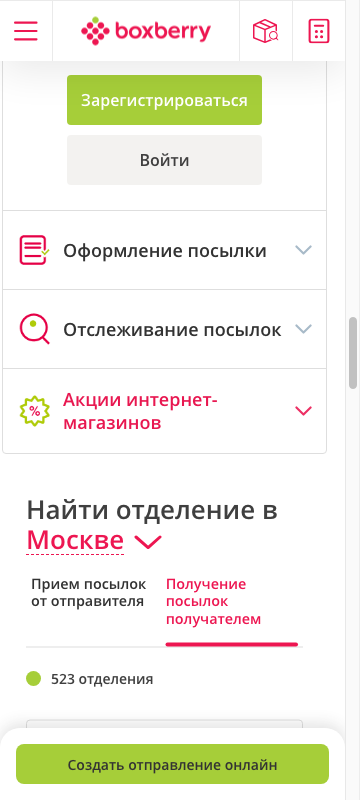 boxberry
Зарегистрироваться
Войти
Оформление посылки
Отслеживание посылок
%
Акции интернет-
магазинов
Найти отделение в
Москве
Прием посылок
от отправителя
Получение
посылок
получателем
523 отделения
Создать отправление онлайн